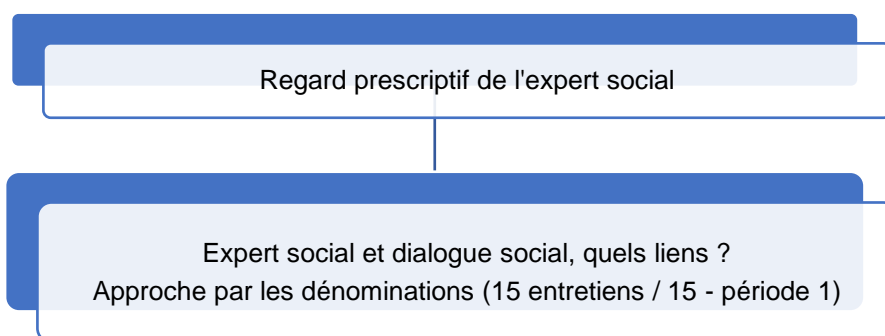 Regard prescriptif de l'expert social
Expert social et dialogue social, quels liens ?
Approche par les dénominations (15 entretiens / 15 - période 1)